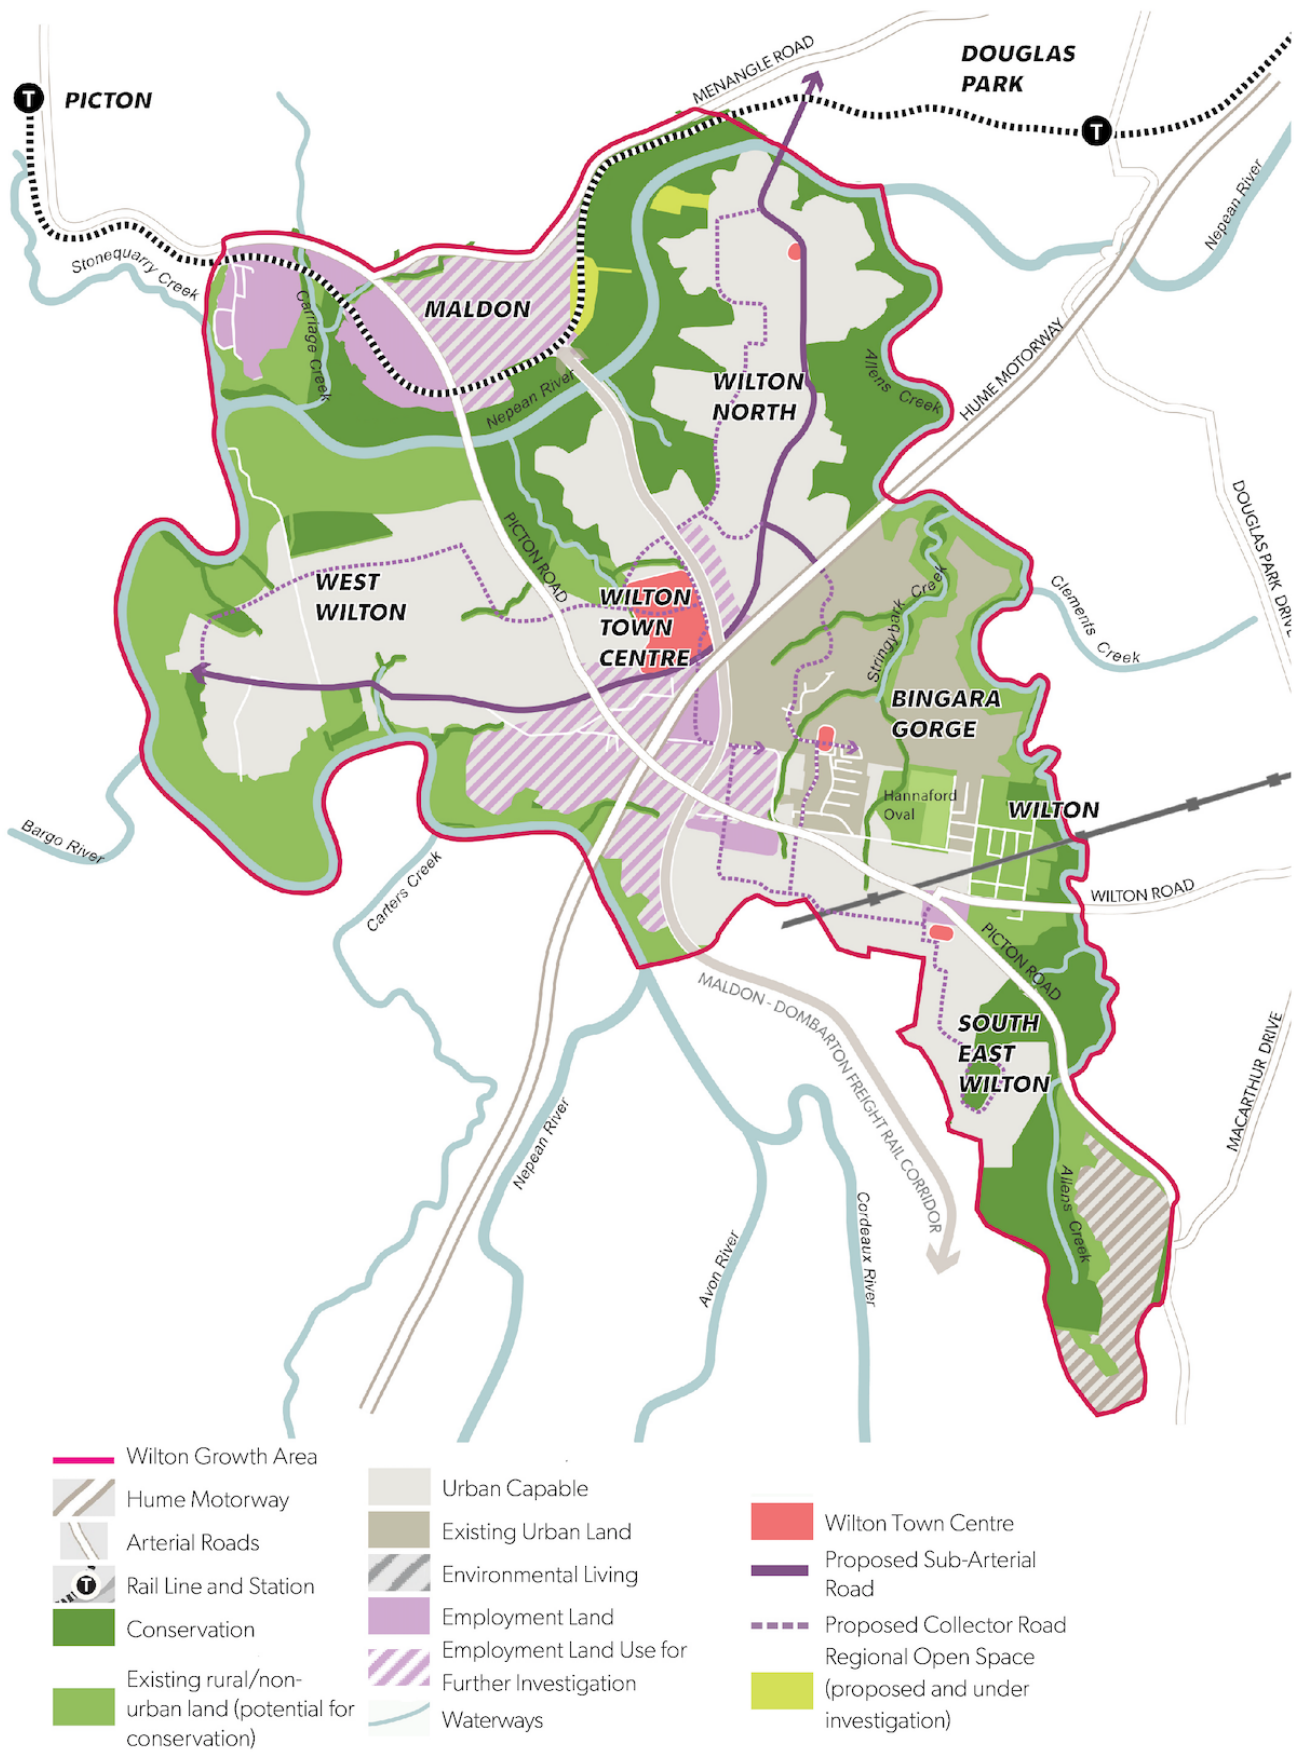 MENANGLE ROAD
DOUGLAS
PARK
T
PICTON
T
Nepean River
Stonequarry Creek
Carriage Creek
MALDON
HUME MOTORWAY
Allens Creek
WILTON
NORTH
Nepean River
DOUGLAS PARK DRIVE
PICTON ROAD
WEST
WILTON
WILTON
TOWN
CENTRE
Stringybark Creek
Clements Creek
BINGARA
GORGE
Hannaford
Oval
WILTON
Bargo River
Carters Creek
WILTON ROAD
PICTON ROAD
MALDON - DOMBARTON FREIGHT RAIL CORRIDOR
SOUTH
EAST
WILTON
MACARTHUR DRIVE
Nepean River
Allens Creek
Avon River
Cordeaux River
Wilton Growth Area
Hume Motorway
Arterial Roads
T
Rail Line and Station
Conservation
Existing rural/non-
urban land (potential for
conservation)
Urban Capable
Existing Urban Land
Environmental Living
Employment Land
Employment Land Use for
Further Investigation
Waterways
Wilton Town Centre
Proposed Sub-Arterial
Road
Proposed Collector Road
Regional Open Space
(proposed and under
investigation)